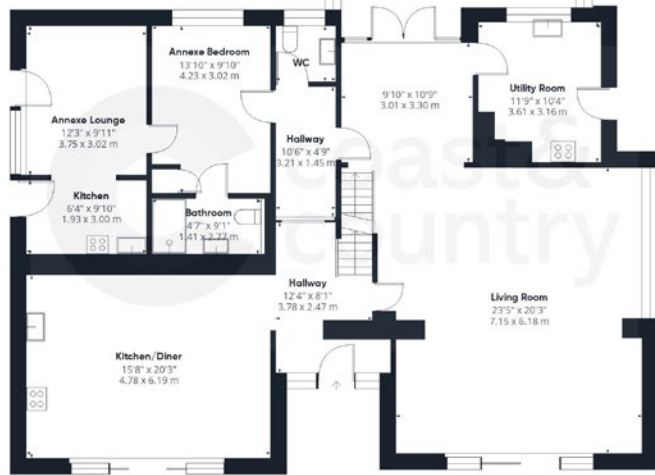 Annexe Bedroom
13'10" x 9'10"
4.23 x 3.02 m
WC
9'10" x 10'9"
3.01 x 3.30 m
Utility Room
11'9" x 10'4"
3.61 x 3.16 m
Annexe Lounge
12'3" x 9'11"
3.75 x 3.02 m
Hallway
10'6" x 4'9"
3.21 x 1.45 m
Kitchen
6'4" x 9'10"
1.93 x 3.00 m
Bathroom
4'7" x 9'1"
1.41 x 2.77 m
Hallway
12'4" x 8'1"
3.78 x 2.47 m
Living Room
23'5" x 20'3"
7.15 x 6.18 m
Kitchen/Diner
15'8" x 20'3"
4.78 x 6.19 m
coast &
country